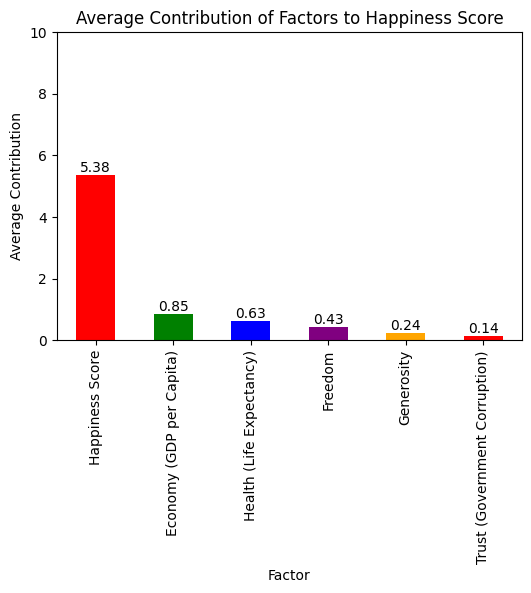 Average Contribution of Factors to Happiness Score
10
8
6
4
2
0
Average Contribution
5.38
0.85
0.63
0.43
0.24
0.14
Happiness Score
Economy (GDP per Capita)
Health (Life Expectancy)
Freedom
Generosity
Trust (Government Corruption)
Factor